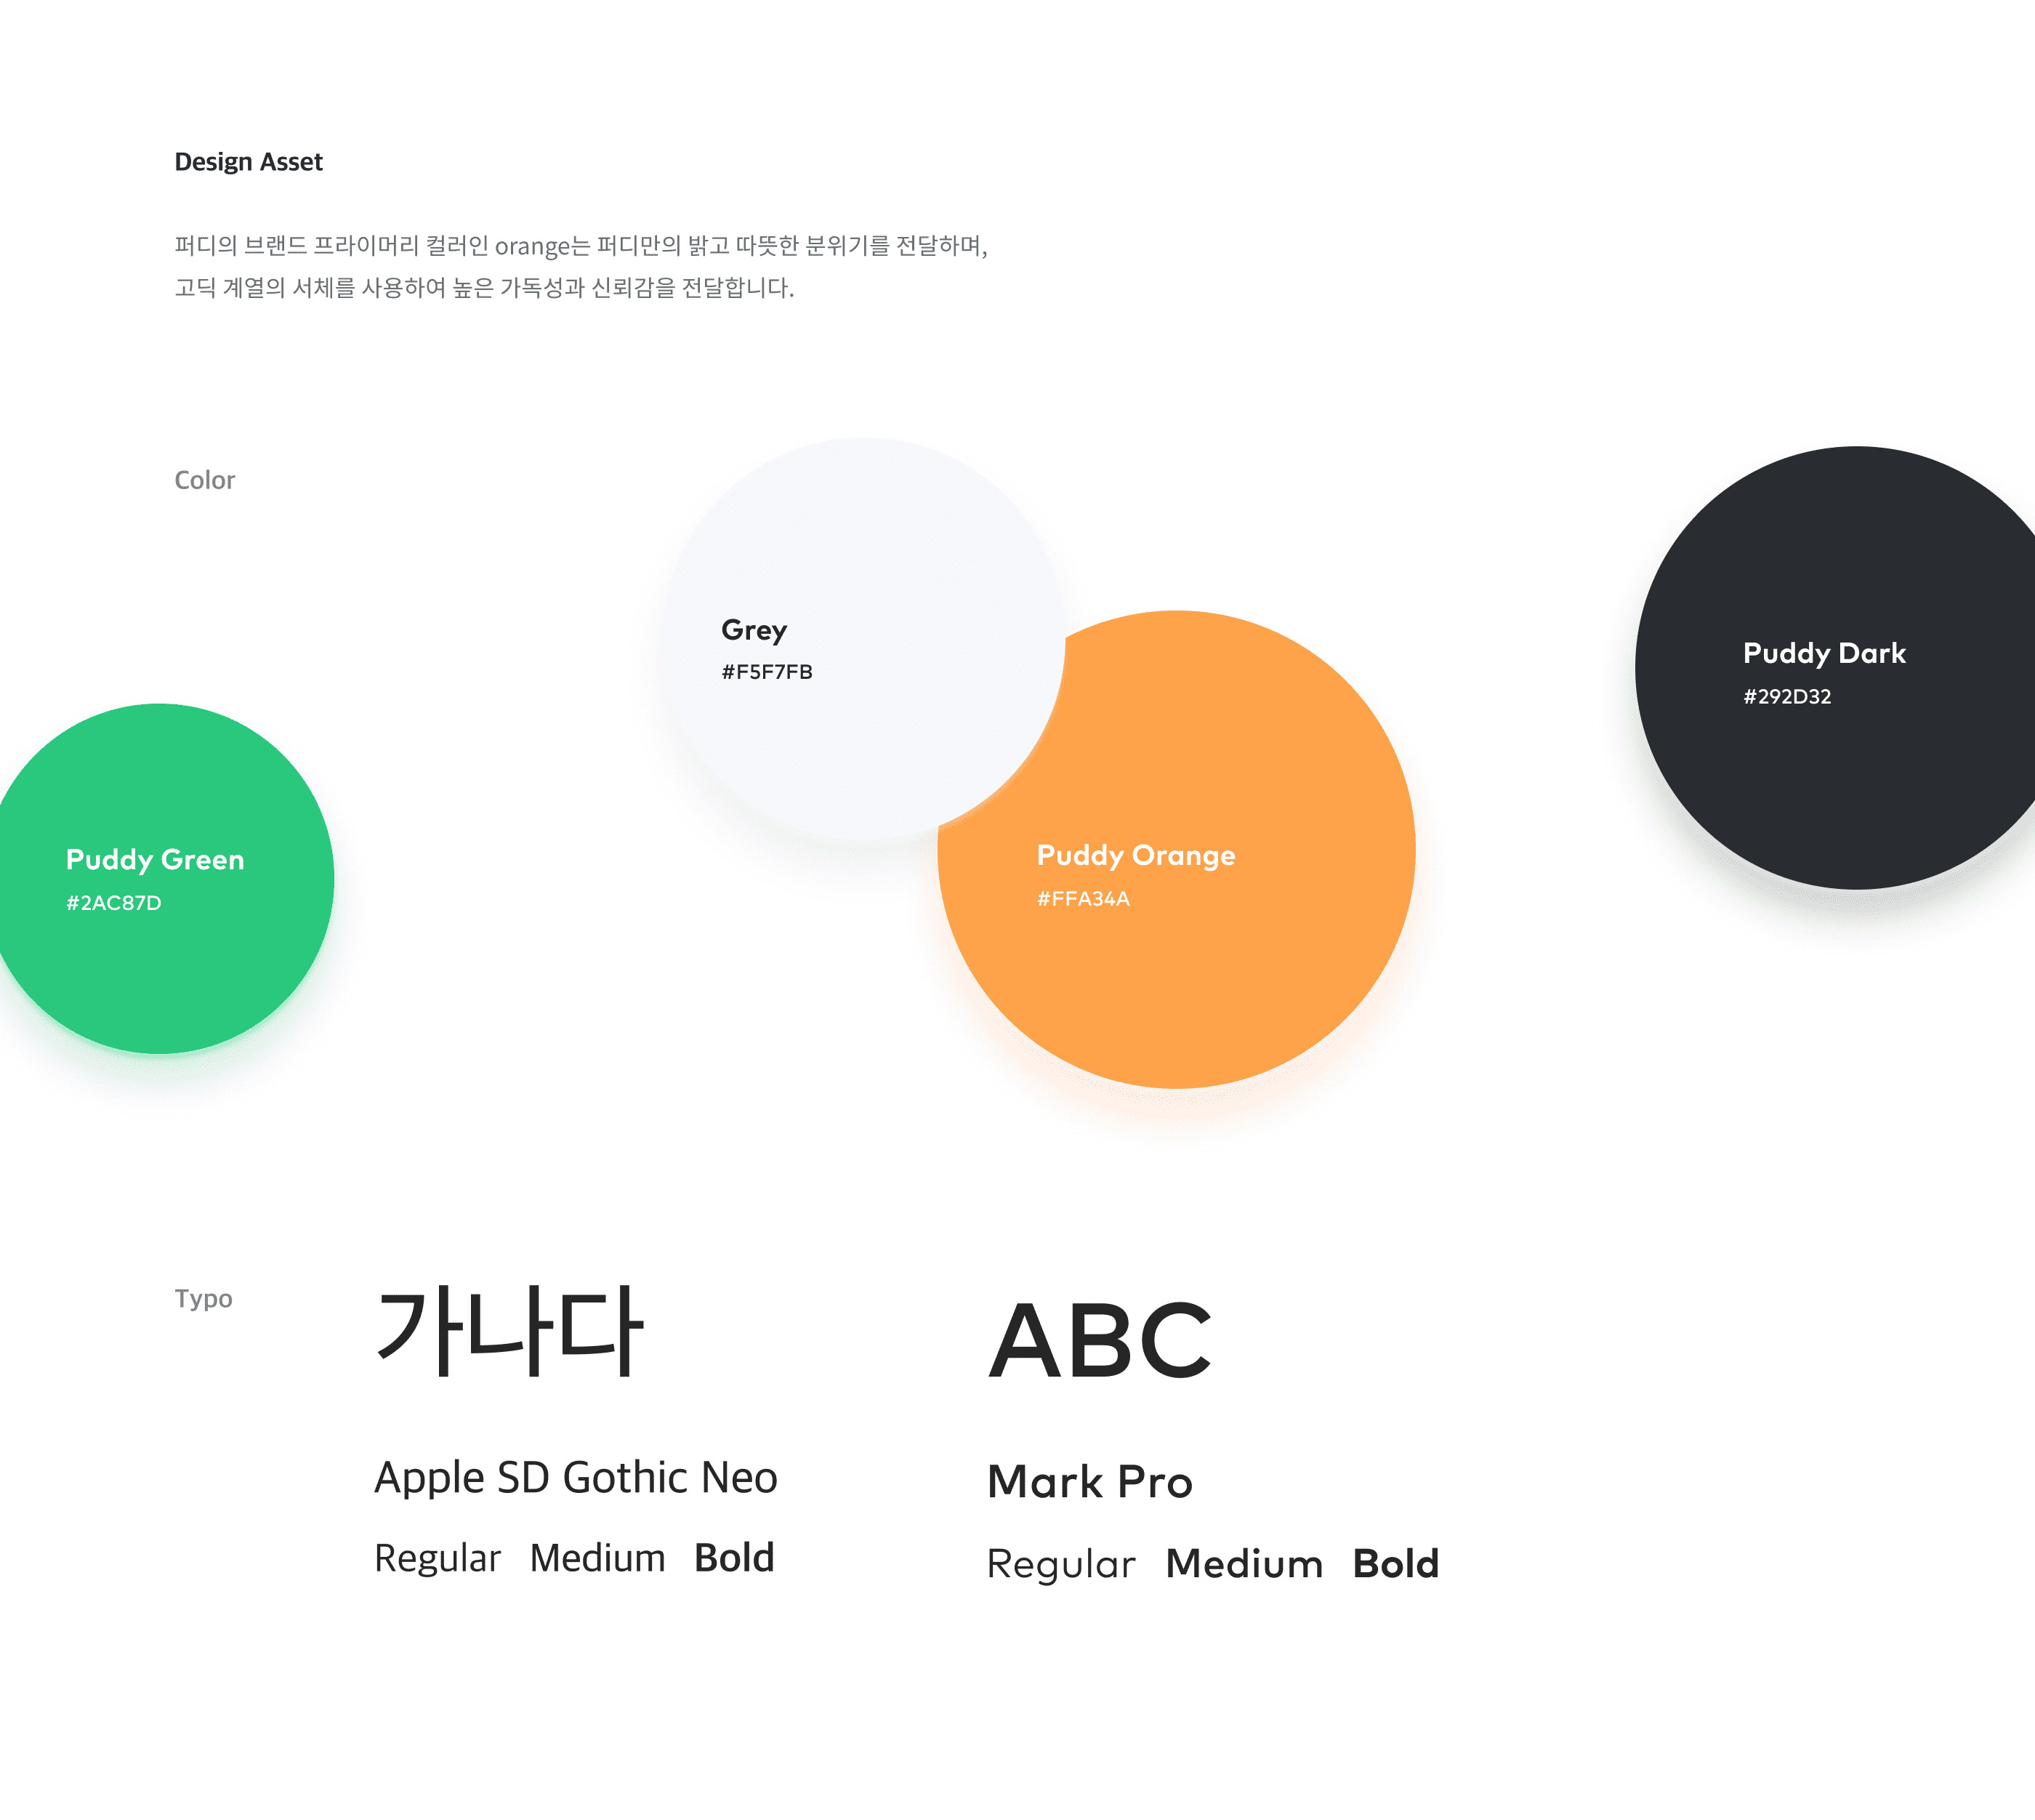 Design Asset
퍼디의 브랜드 프라이머리 컬러인 orange는 퍼디만의 밝고 따뜻한 분위기를 전달하며,
고딕 계열의 서체를 사용하여 높은 가독성과 신뢰감을 전달합니다.
Color
Grey
#F5F7FB
Puddy Dark
#292D32
Puddy Green
#2AC87D
Puddy Orange
#FFA34A
Typo
가나다
Apple SD Gothic Neo
Regular Medium Bold
ABC
Mark Pro
Regular Medium Bold